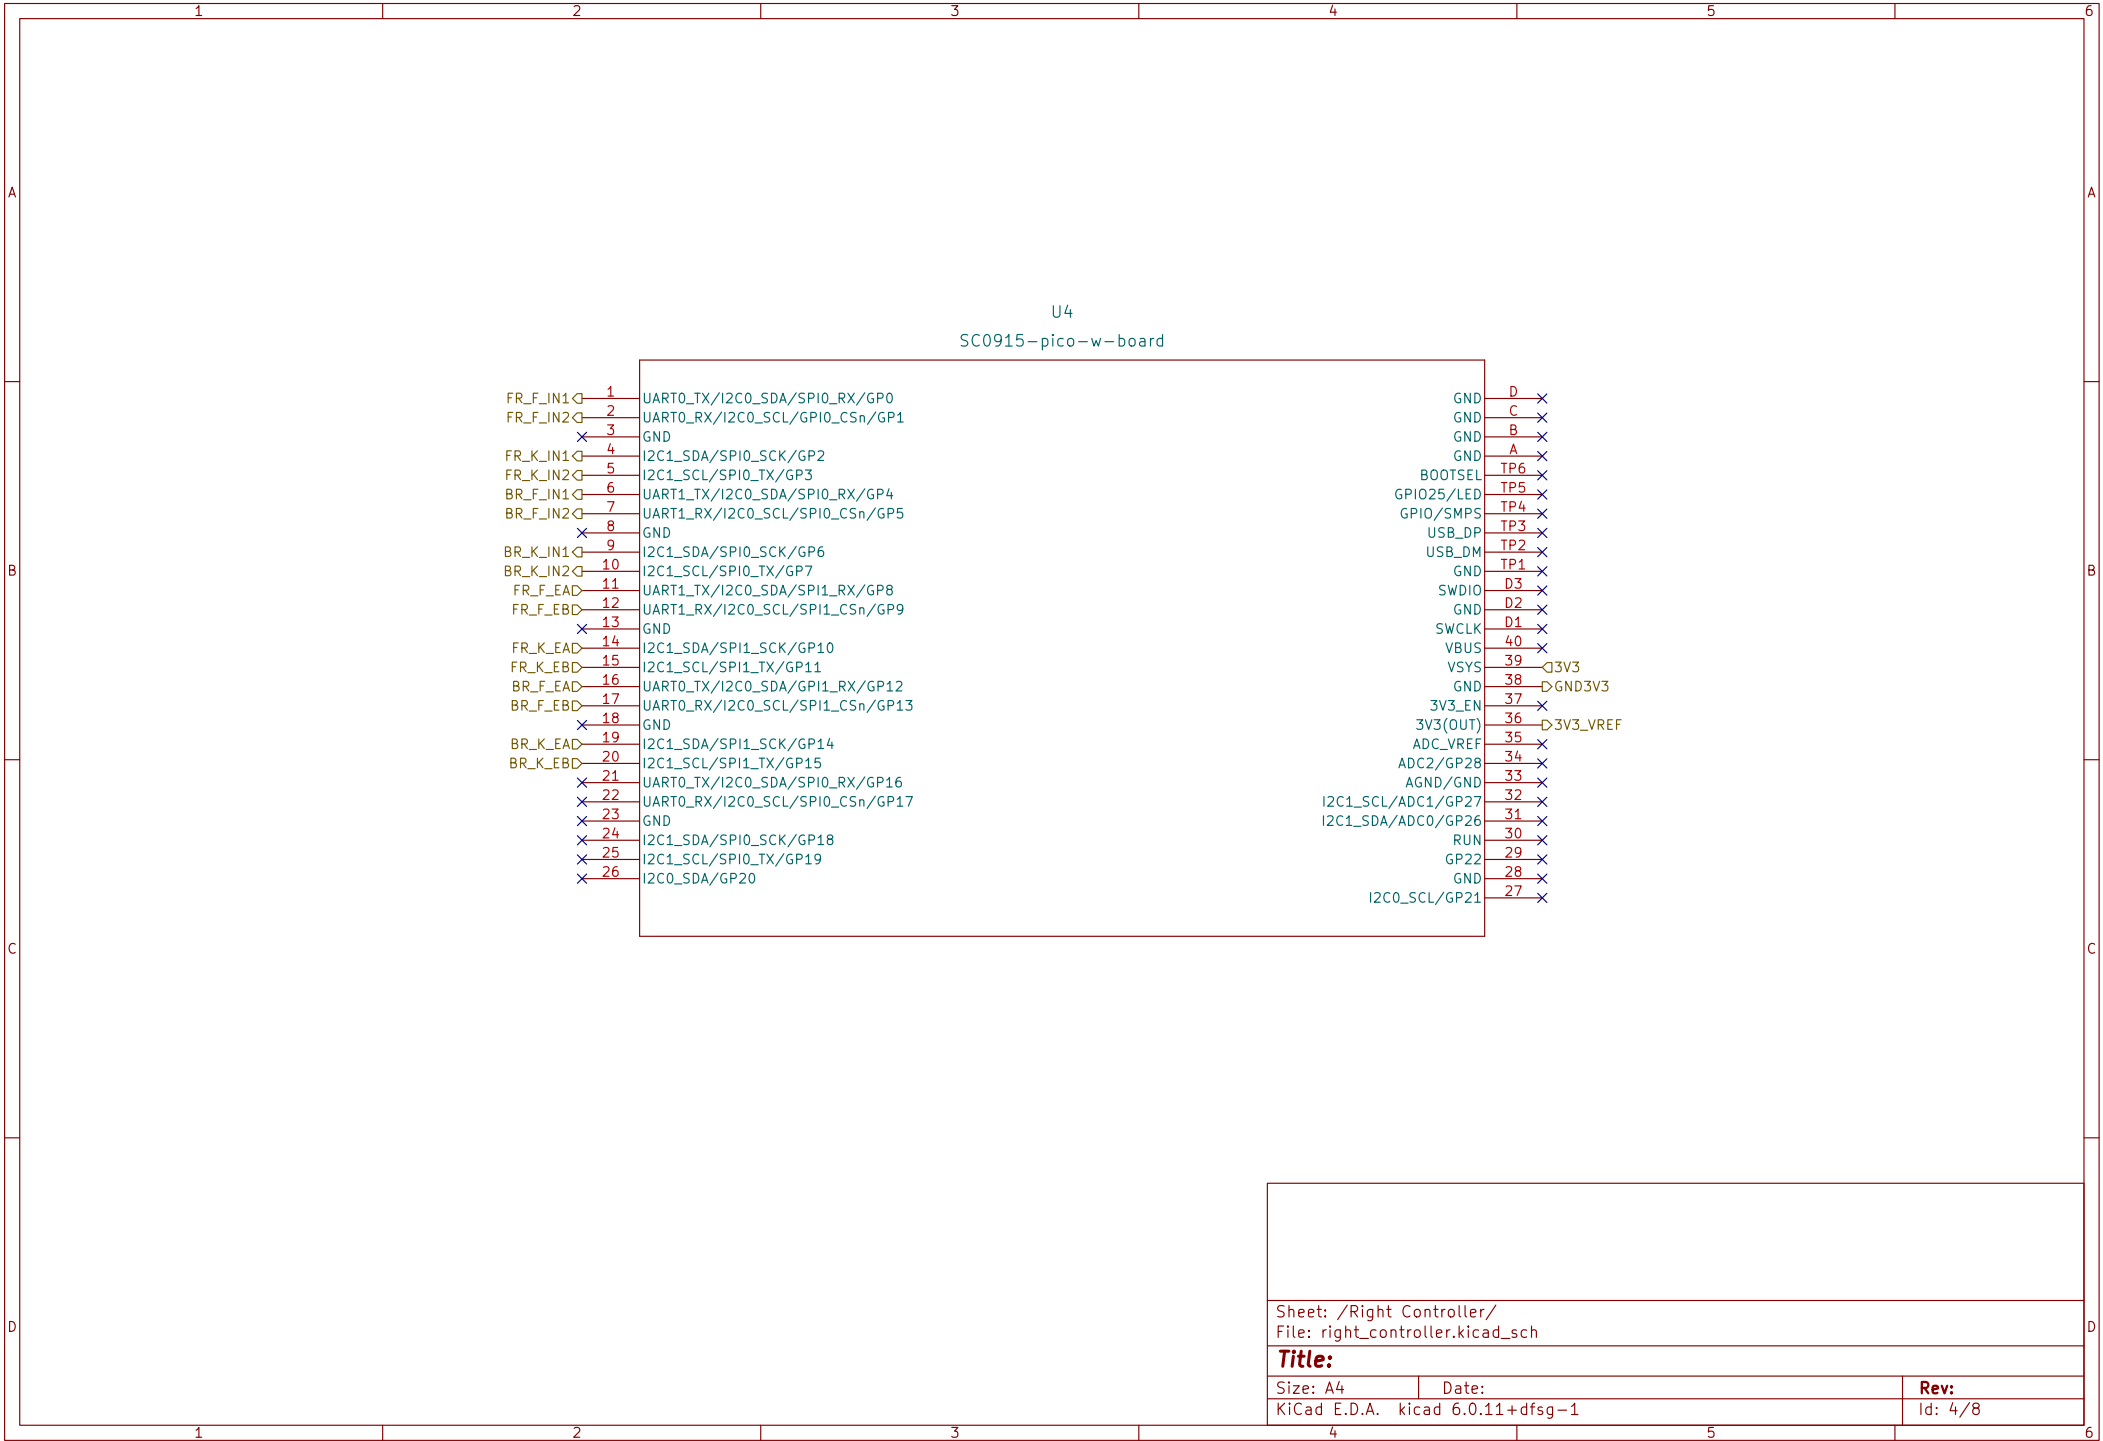 1 2 3 4 5 6
A A
U4
SC0915-pico-w-board
FR_F_IN1 1 UART0_TX/I2C0_SDA/SPI0_RX/GP0 GND D
FR_F_IN2 2 UART0_RX/I2C0_SCL/GPI0_CSn/GP1 GND C
3 GND GND B
FR_K_IN1 4 I2C1_SDA/SPI0_SCK/GP2 GND A
FR_K_IN2 5 I2C1_SCL/SPI0_TX/GP3 BOOTSEL TP6
BR_F_IN1 6 UART1_TX/I2C0_SDA/SPI0_RX/GP4 GPIO25/LED TP5
BR_F_IN2 7 UART1_RX/I2C0_SCL/SPI0_CSn/GP5 GPIO/SMPS TP4
8 GND USB_DP TP3
BR_K_IN1 9 I2C1_SDA/SPI0_SCK/GP6 USB_DM TP2
B BR_K_IN2 10 I2C1_SCL/SPI0_TX/GP7 GND TP1 B
FR_F_EA 11 UART1_TX/I2C0_SDA/SPI1_RX/GP8 SWDIO D3
FR_F_EB 12 UART1_RX/I2C0_SCL/SPI1_CSn/GP9 GND D2
13 GND SWCLK D1
FR_K_EA 14 I2C1_SDA/SPI1_SCK/GP10 VBUS 40
FR_K_EB 15 I2C1_SCL/SPI1_TX/GP11 VSYS 39 3V3
BR_F_EA 16 UART0_TX/I2C0_SDA/GPI1_RX/GP12 GND 38 GND3V3
BR_F_EB 17 UART0_RX/I2C0_SCL/SPI1_CSn/GP13 3V3_EN 37
18 GND 3V3(OUT) 36 3V3_VREF
BR_K_EA 19 I2C1_SDA/SPI1_SCK/GP14 ADC_VREF 35
BR_K_EB 20 I2C1_SCL/SPI1_TX/GP15 ADC2/GP28 34
21 UART0_TX/I2C0_SDA/SPI0_RX/GP16 AGND/GND 33
22 UART0_RX/I2C0_SCL/SPI0_CSn/GP17 I2C1_SCL/ADC1/GP27 32
23 GND I2C1_SDA/ADC0/GP26 31
24 I2C1_SDA/SPI0_SCK/GP18 RUN 30
25 I2C1_SCL/SPI0_TX/GP19 GP22 29
26 I2C0_SDA/GP20 GND 28
I2C0_SCL/GP21 27
C C
Sheet: /Right Controller/
File: right_controller.kicad_sch
D D
Title:
Size: A4 Date: Rev:
KiCad E.D.A. kicad 6.0.11+dfsg-1 Id: 4/8
1 2 3 4 5 6